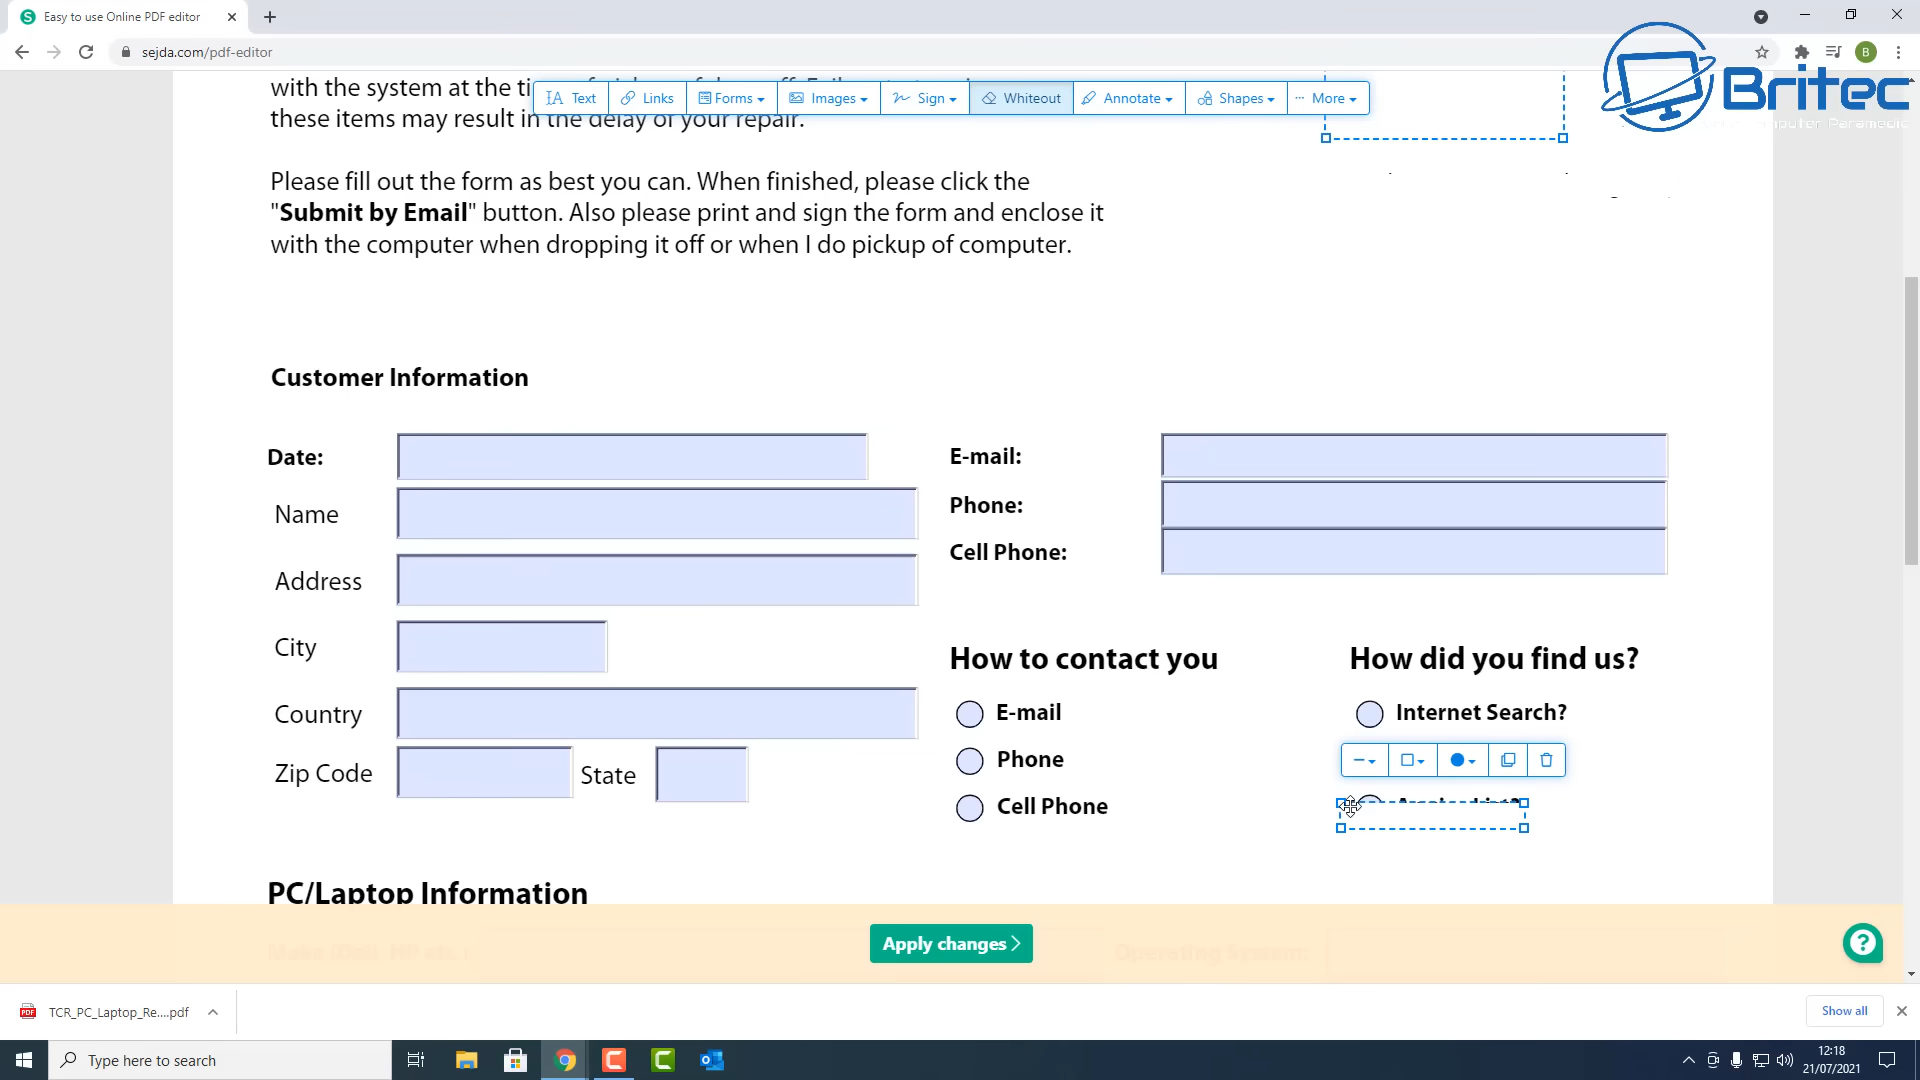 Easy to use Online PDF editor
sejda.com/pdf-editor
B
Britec
with the system at the ti
these items may result in the delay of your repair.
Text
Links
Forms
Images
Sign
Whiteout
Annotate
Shapes
More
Please fill out the form as best you can. When finished, please click the
"Submit by Email" button. Also please print and sign the form and enclose it
with the computer when dropping it off or when I do pickup of computer.
Customer Information
Date:
E-mail:
Name
Phone:
Cell Phone:
Address
City
How to contact you
How did you find us?
Country
E-mail
Internet Search?
Zip Code
State
Phone
Cell Phone
PC/Laptop Information
Apply changes
Operating System:
?
TCR_PC_Laptop_Re....pdf
Show all
Type here to search
12:18
21/07/2021